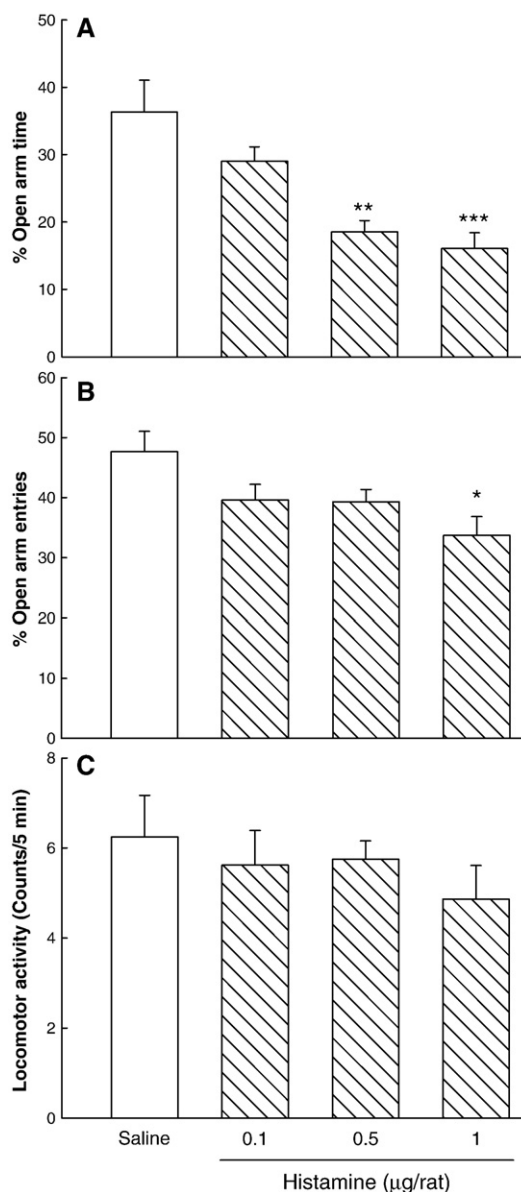 A
% Open arm time
50
40
30
20
10
0
**
***
B
% Open arm entries
60
50
40
30
20
10
0
*
C
Locomotor activity (Counts/5 min)
8
6
4
2
0
Saline 0.1 0.5 1
Histamine (μg/rat)